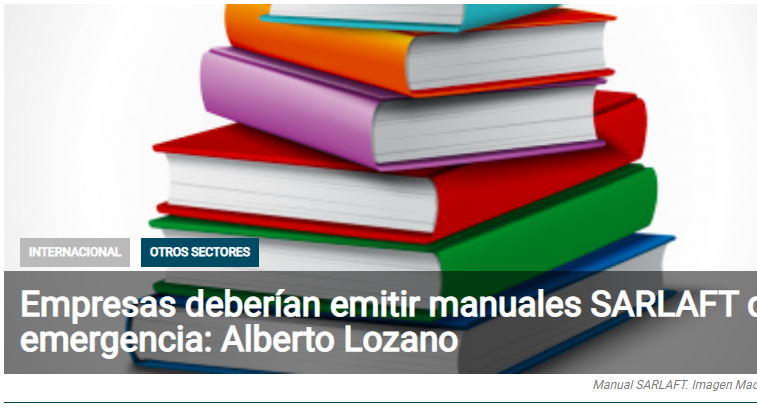 INTERNACIONAL OTROS SECTORES
Empresas deberían emitir manuales SARLAFT
emergencia: Alberto Lozano
Manual SARLAFT. Imagen